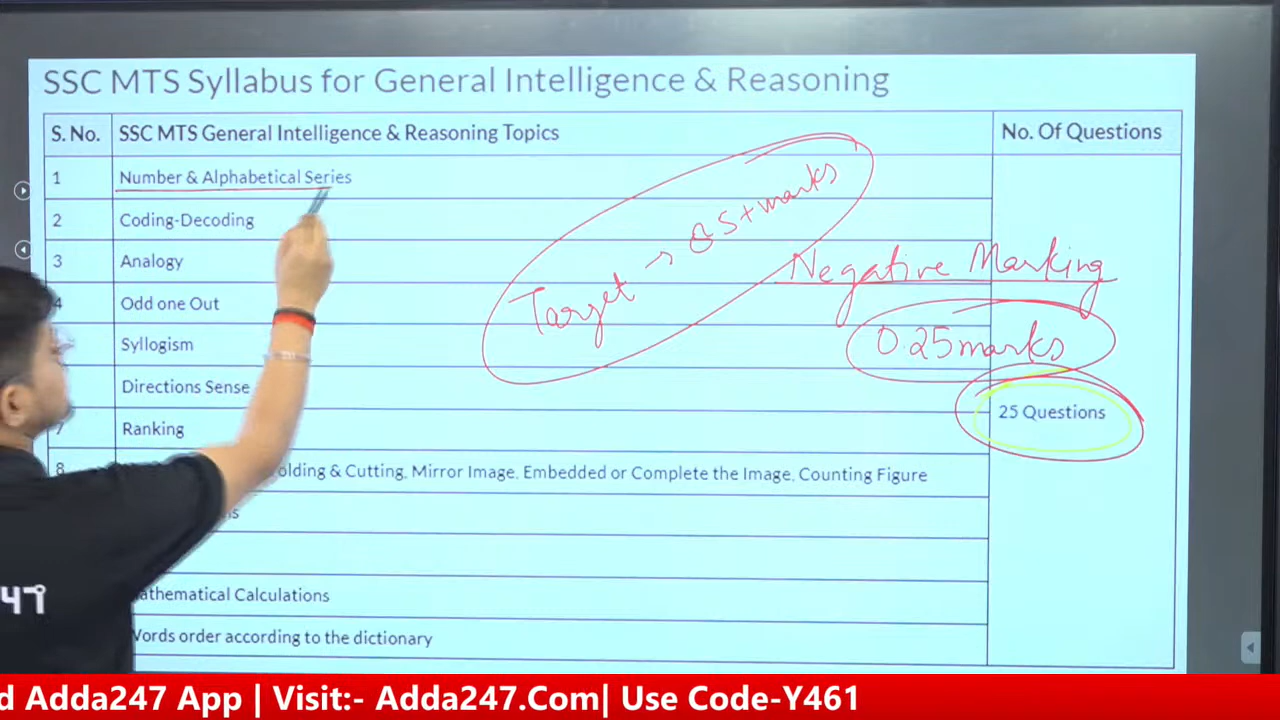 SSC MTS Syllabus for General Intelligence & Reasoning
S. No. SSC MTS General Intelligence & Reasoning Topics No. Of Questions
1 Number & Alphabetical Series
2 Coding-Decoding
3 Analogy
4 Odd one Out
Syllogism
Directions Sense
7 Ranking
8 olding & Cutting, Mirror Image, Embedded or Complete the Image, Counting Figure
ns
athematical Calculations
Words order according to the dictionary
25 Questions
Target → 85+ marks
Negative Marking
0.25 marks
47
d Adda247 App | Visit:- Adda247.Com| Use Code-Y461